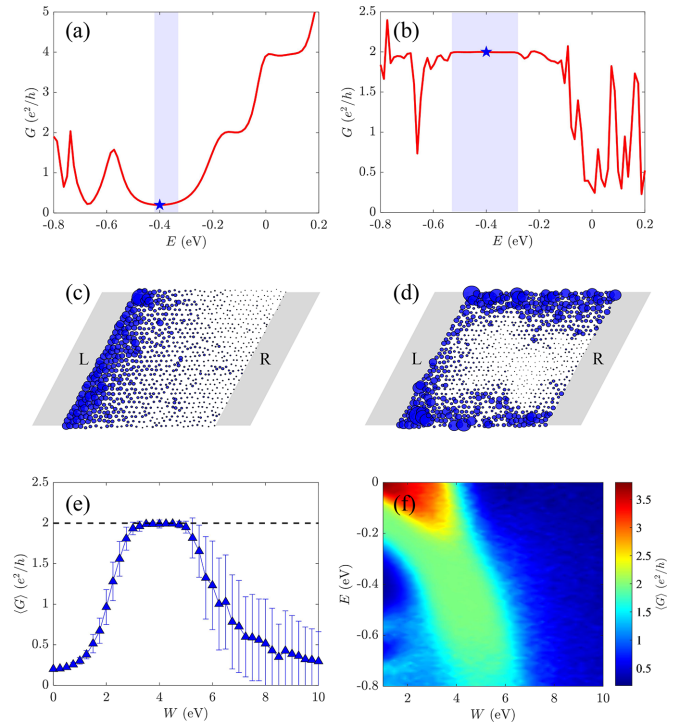 (a)
5
4
3
2
1
0
G (e²/h)
-0.8 -0.6 -0.4 -0.2 0 0.2
E (eV)
(b)
2.5
2
1.5
1
0.5
0
G (e²/h)
-0.8 -0.6 -0.4 -0.2 0 0.2
E (eV)
(c)
L
R
(d)
L
R
(e)
2.5
2
1.5
1
0.5
0
⟨G⟩ (e²/h)
0 2 4 6 8 10
W (eV)
(f)
0
-0.2
-0.4
-0.6
-0.8
E (eV)
2 4 6 8 10
W (eV)
3.5
3
2.5
2
1.5
1
0.5
⟨G⟩ (e²/h)